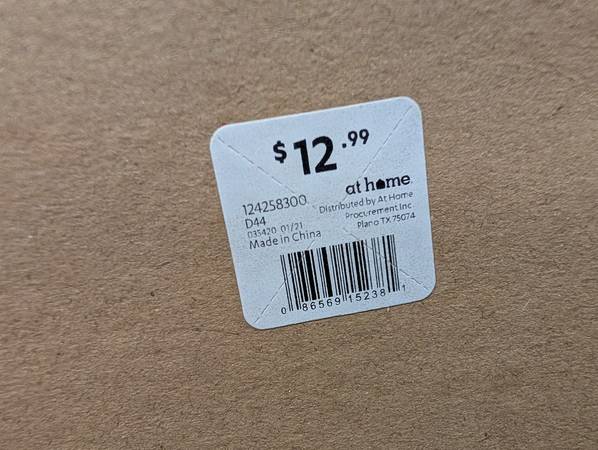 $12.99
at home
124258300
Distributed by At Home
D44
Procurement Inc
035420 01/21
Plano TX 75074
Made in China
0 86569 15238 1